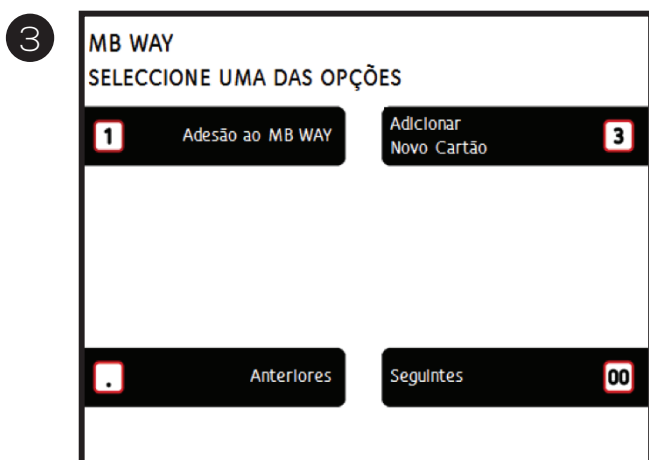 3
MB WAY
SELECCIONE UMA DAS OPÇÕES
1 Adesão ao MB WAY
Adicionar
Novo Cartão 3
. Anteriores
Seguintes 00